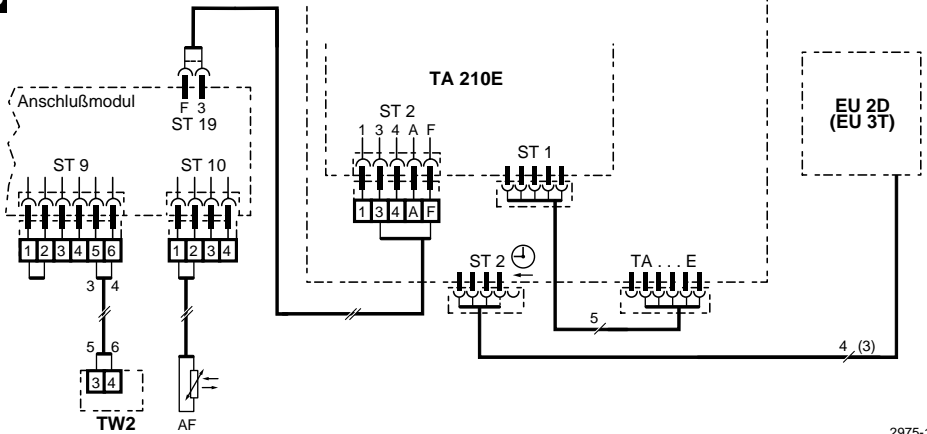 TA 210E
EU 2D
(EU 3T)
Anschlußmodul
F 3
ST 19
ST 2
1 3 4 A F
ST 1
ST 9
ST 10
1 3 4 A F
1 2 3 4 5 6
1 2 3 4
ST 2
TA . . . E
3 4
5
4 (3)
5 6
3 4
TW2
AF